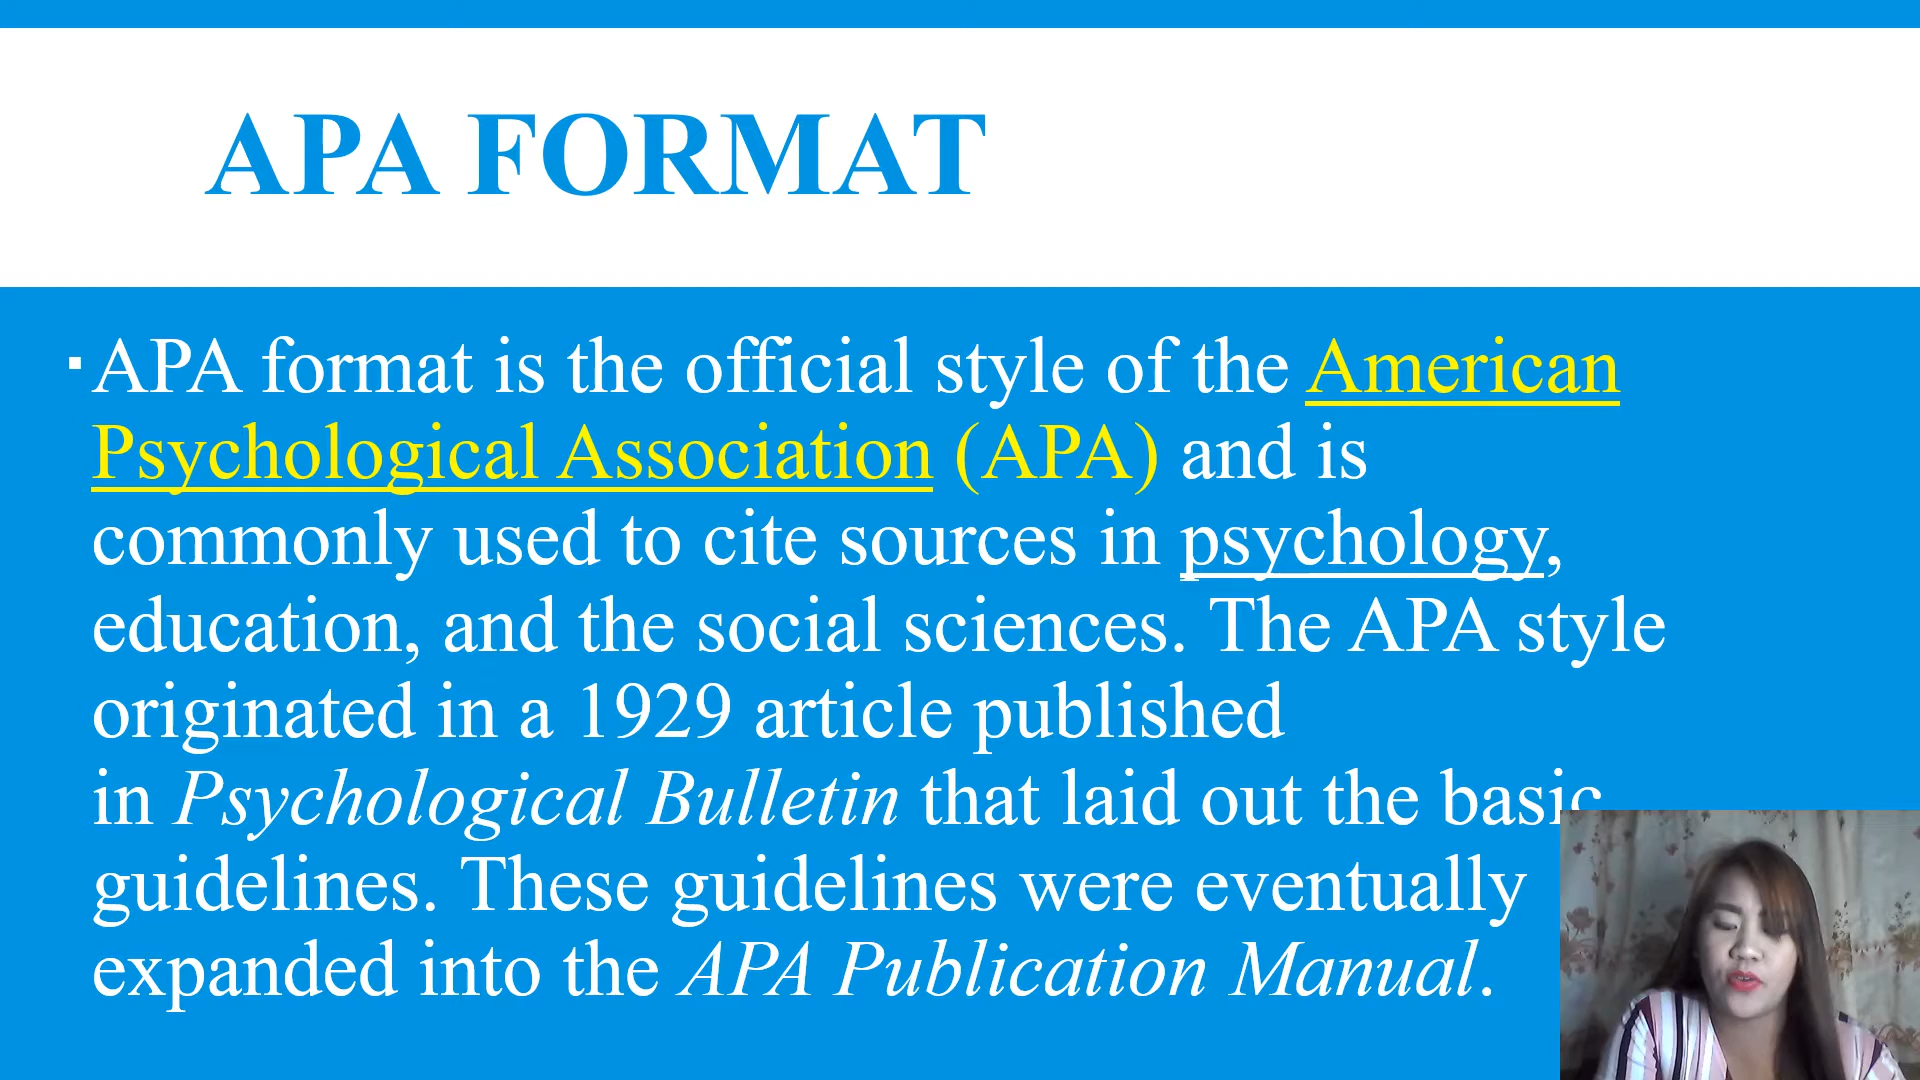 APA FORMAT
▪APA format is the official style of the American
Psychological Association (APA) and is
commonly used to cite sources in psychology,
education, and the social sciences. The APA style
originated in a 1929 article published
in Psychological Bulletin that laid out the basic
guidelines. These guidelines were eventually
expanded into the APA Publication Manual.